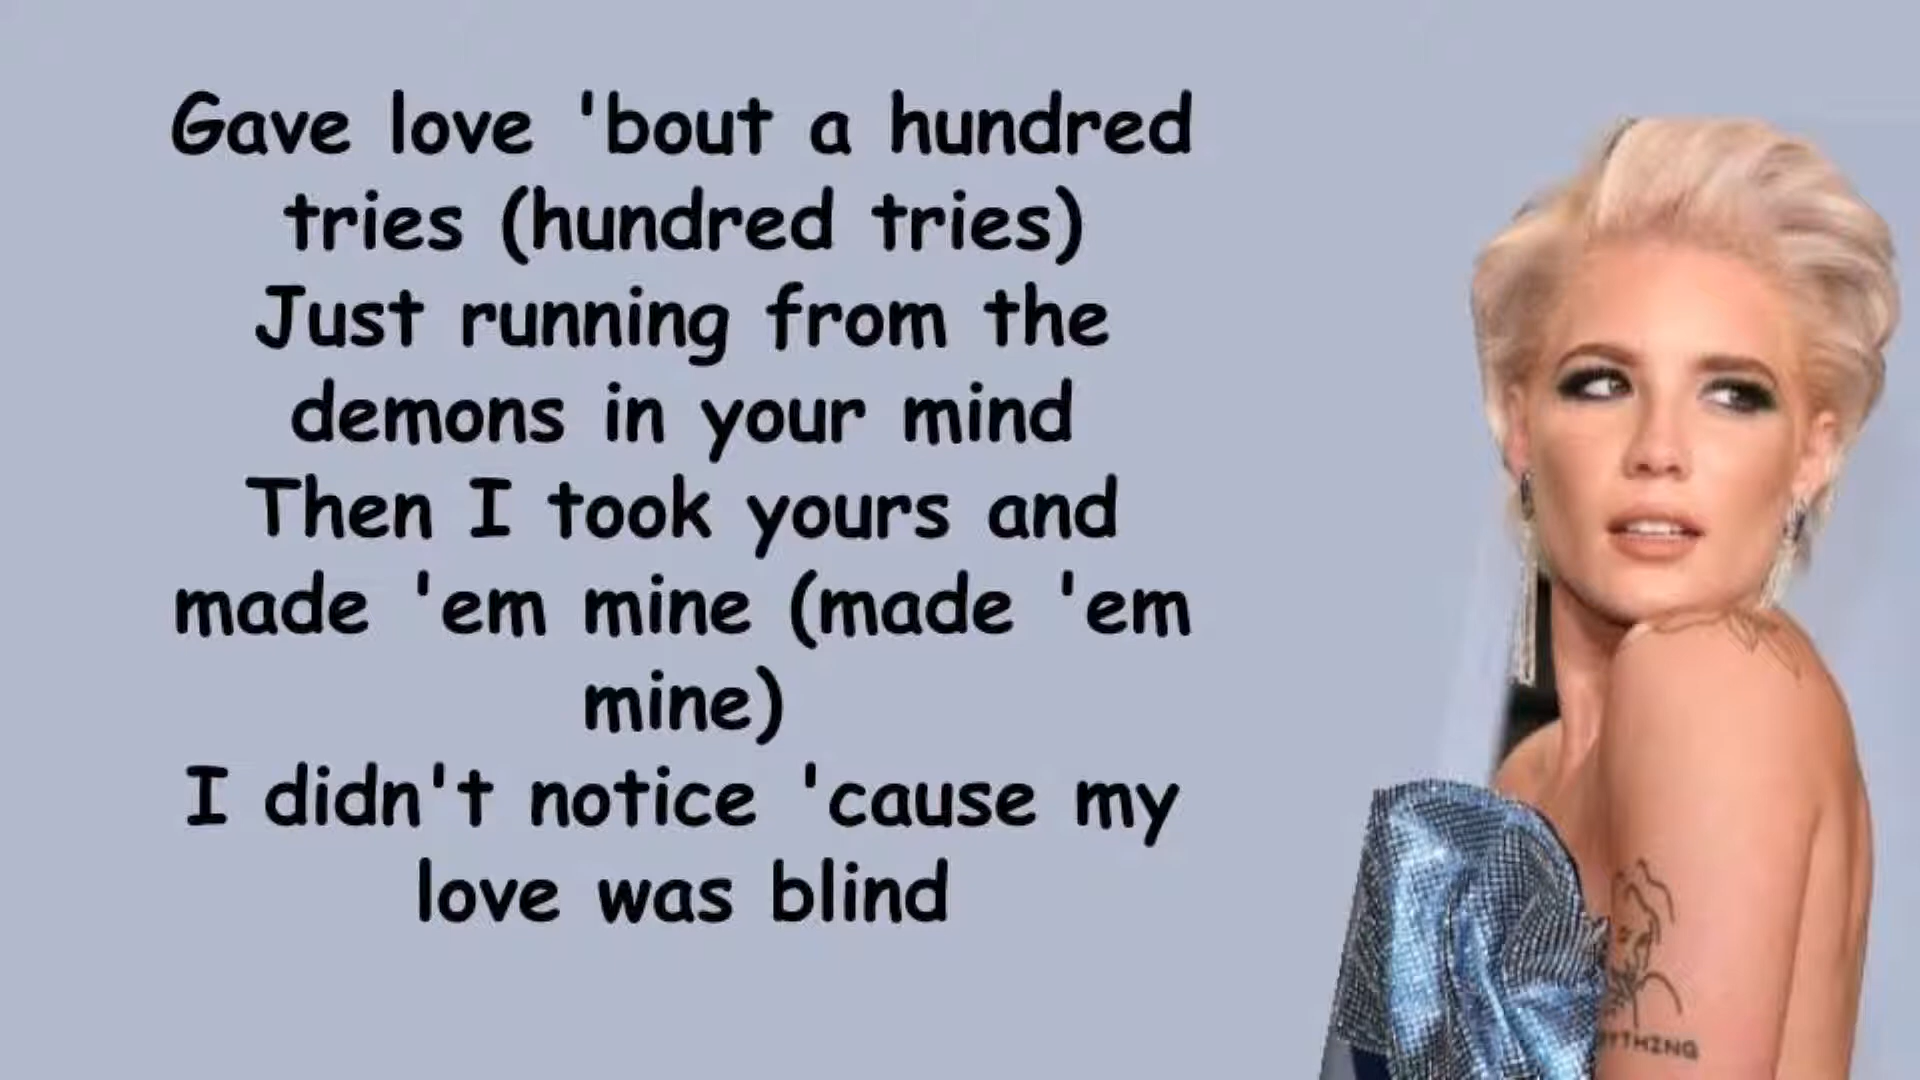 Gave love 'bout a hundred
tries (hundred tries)
Just running from the
demons in your mind
Then I took yours and
made 'em mine (made 'em
mine)
I didn't notice 'cause my
love was blind